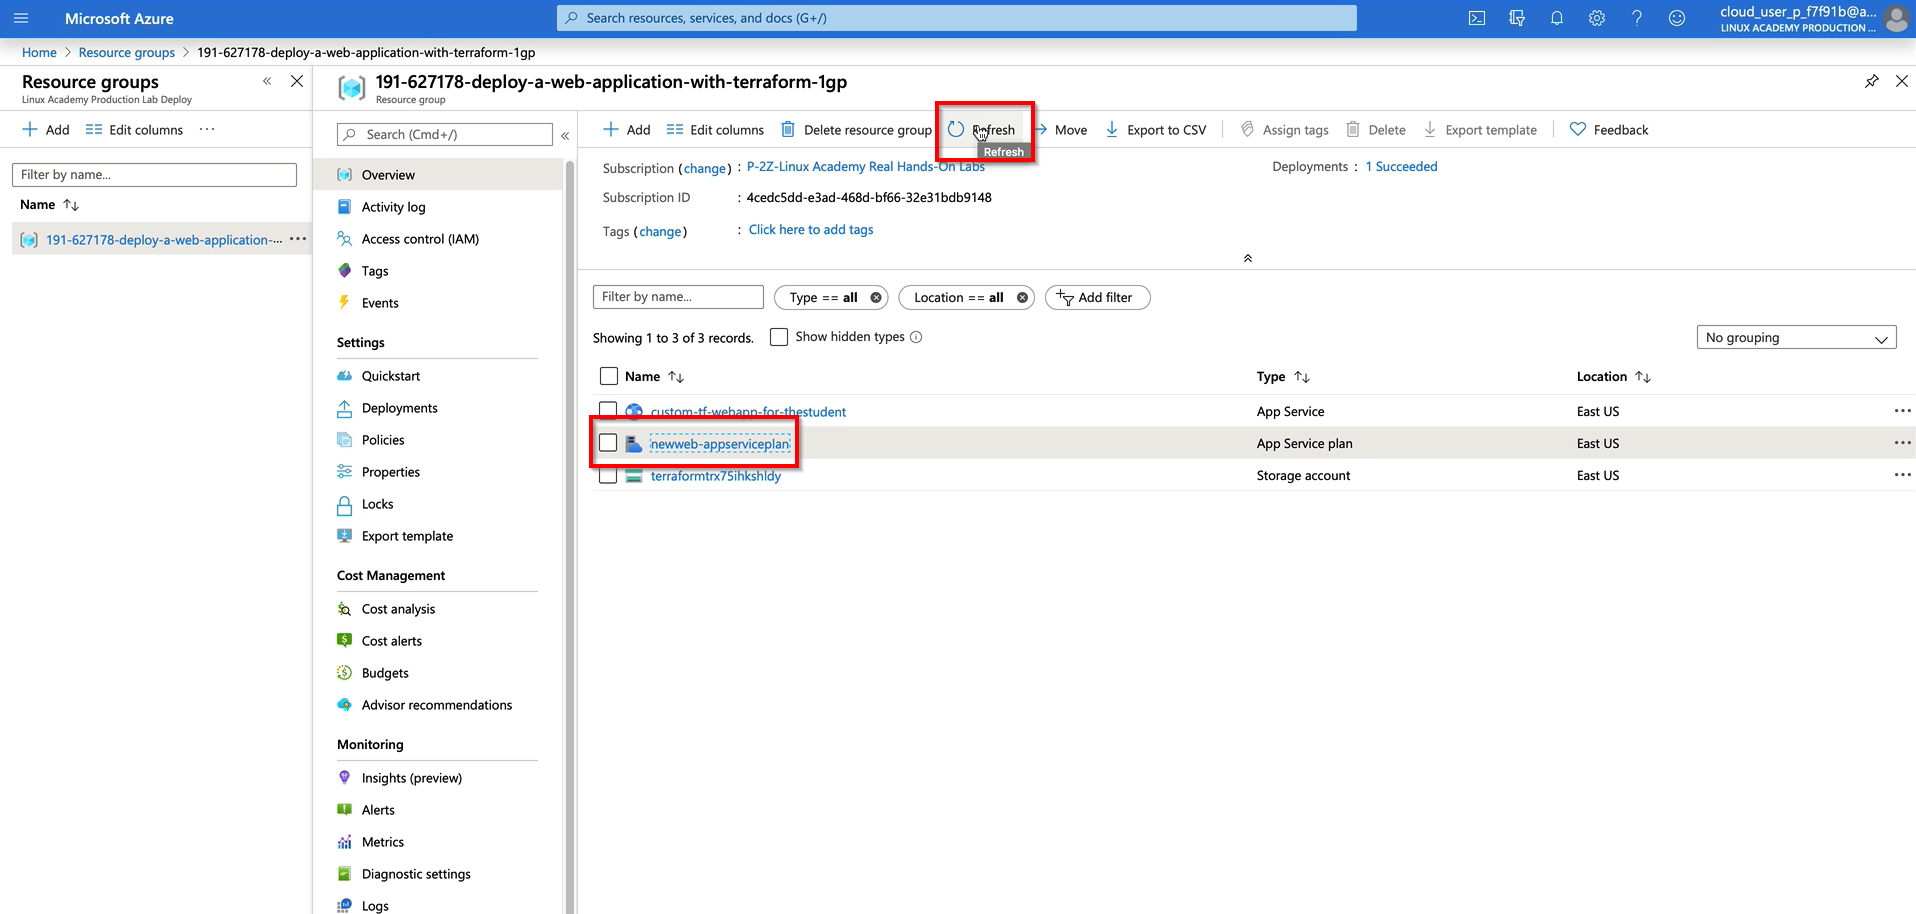 Microsoft Azure
Search resources, services, and docs (G+/)
cloud_user_p_f7f91b@a...
LINUX ACADEMY PRODUCTION ...
Home > Resource groups > 191-627178-deploy-a-web-application-with-terraform-1gp
Resource groups
Linux Academy Production Lab Deploy
Add
Edit columns
Filter by name...
Name
191-627178-deploy-a-web-application-...
191-627178-deploy-a-web-application-with-terraform-1gp
Resource group
Search (Cmd+/)
Overview
Activity log
Access control (IAM)
Tags
Events
Settings
Quickstart
Deployments
Policies
Properties
Locks
Export template
Cost Management
Cost analysis
Cost alerts
Budgets
Advisor recommendations
Monitoring
Insights (preview)
Alerts
Metrics
Diagnostic settings
Logs
Add
Edit columns
Delete resource group
Refresh
Move
Export to CSV
Assign tags
Delete
Export template
Feedback
Refresh
Subscription (change) : P-2Z-Linux Academy Real Hands-On Labs
Deployments : 1 Succeeded
Subscription ID : 4cedc5dd-e3ad-468d-bf66-32e31bdb9148
Tags (change) : Click here to add tags
Filter by name...
Type == all
Location == all
Add filter
Showing 1 to 3 of 3 records.
Show hidden types
No grouping
Name Type Location
custom-tf-webapp-for-thestudent App Service East US
newweb-appserviceplan App Service plan East US
terraformtrx75ihkshldy Storage account East US